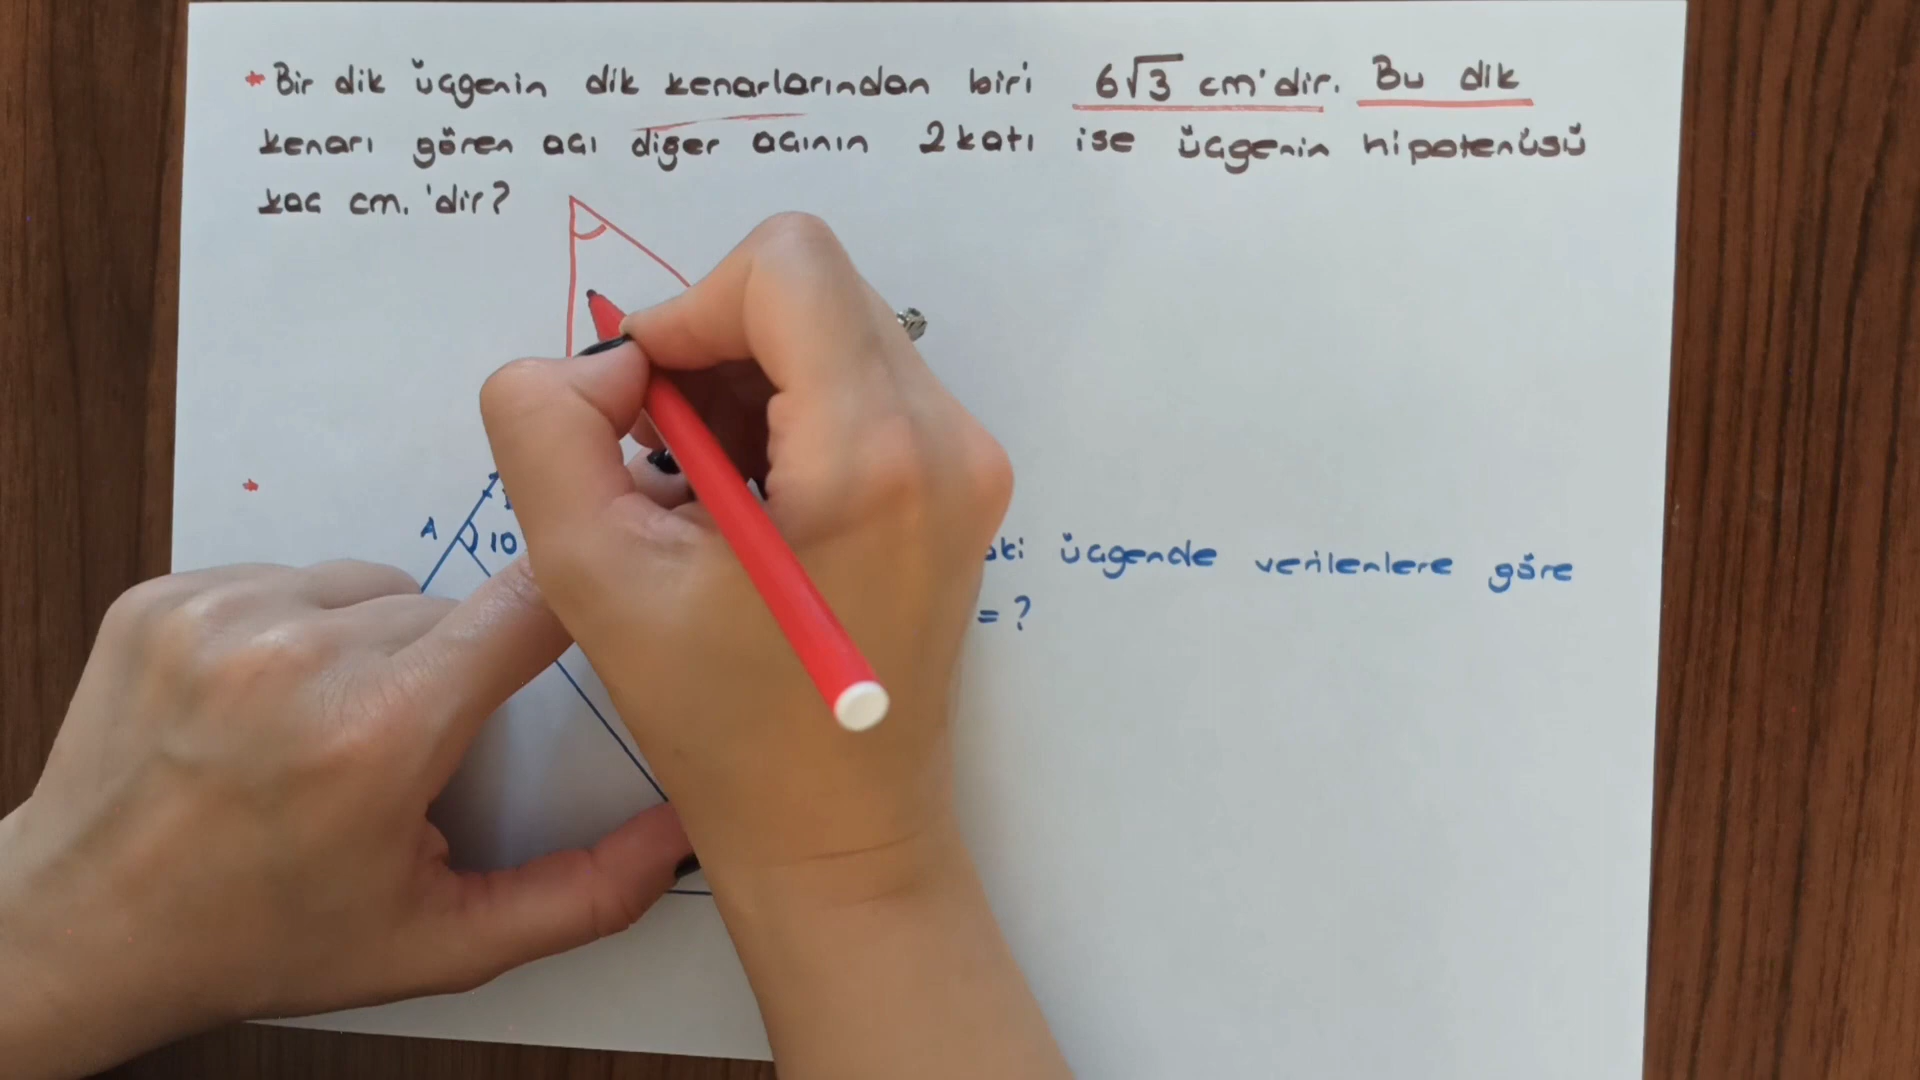 * Bir dik üçgenin dik kenarlarından biri 6√3 cm'dir. Bu dik
kenarı gören açı diğer açının 2 katı ise üçgenin hipotenüsü
kaç cm. 'dir?
*
A 10
üçgende verilenlere göre
= ?